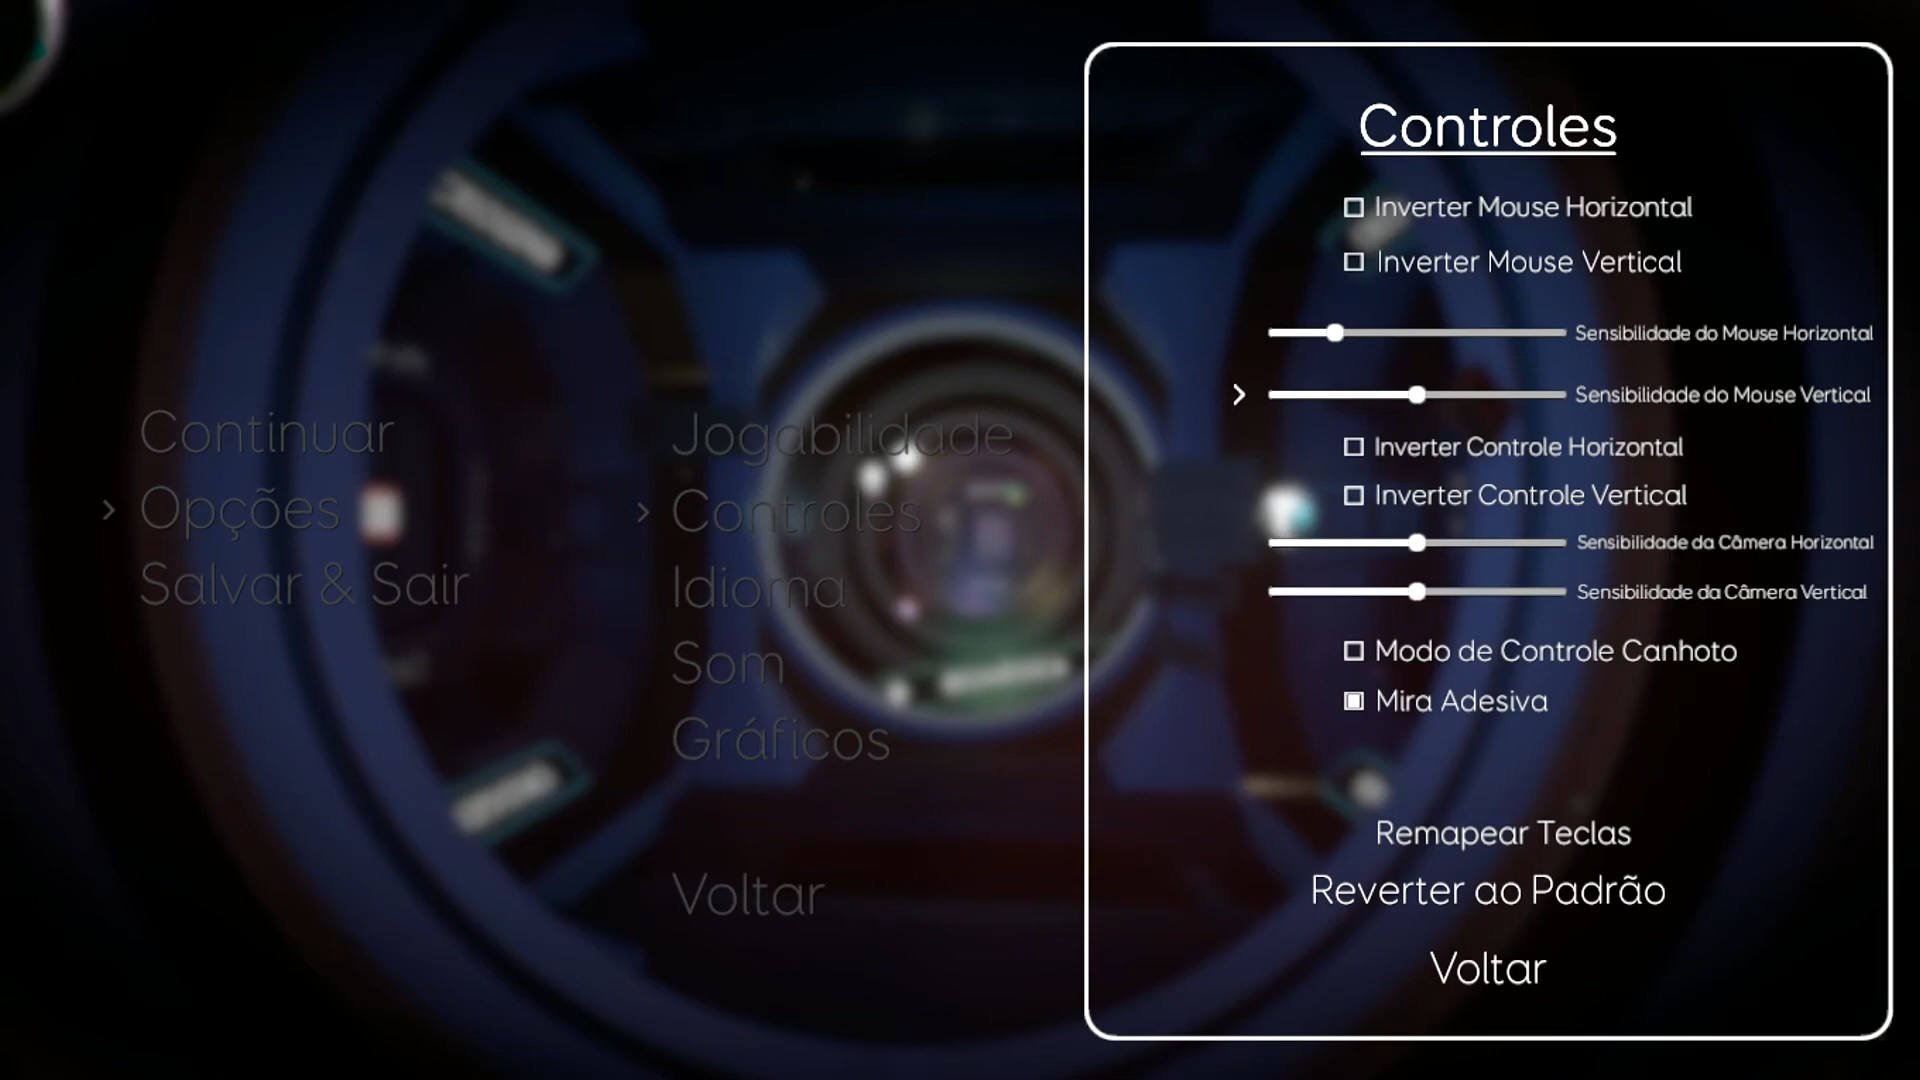 Continuar
Opções
Salvar & Sair
Jogabilidade
Controles
Idioma
Som
Gráficos
Voltar
Controles
Inverter Mouse Horizontal
Inverter Mouse Vertical
Sensibilidade do Mouse Horizontal
Sensibilidade do Mouse Vertical
Inverter Controle Horizontal
Inverter Controle Vertical
Sensibilidade da Câmera Horizontal
Sensibilidade da Câmera Vertical
Modo de Controle Canhoto
Mira Adesiva
Remapear Teclas
Reverter ao Padrão
Voltar